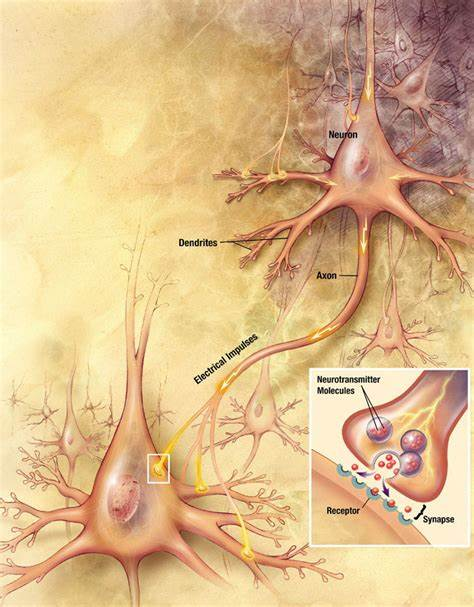 Neuron
Dendrites
Axon
Electrical Impulses
Neurotransmitter
Molecules
Receptor
Synapse